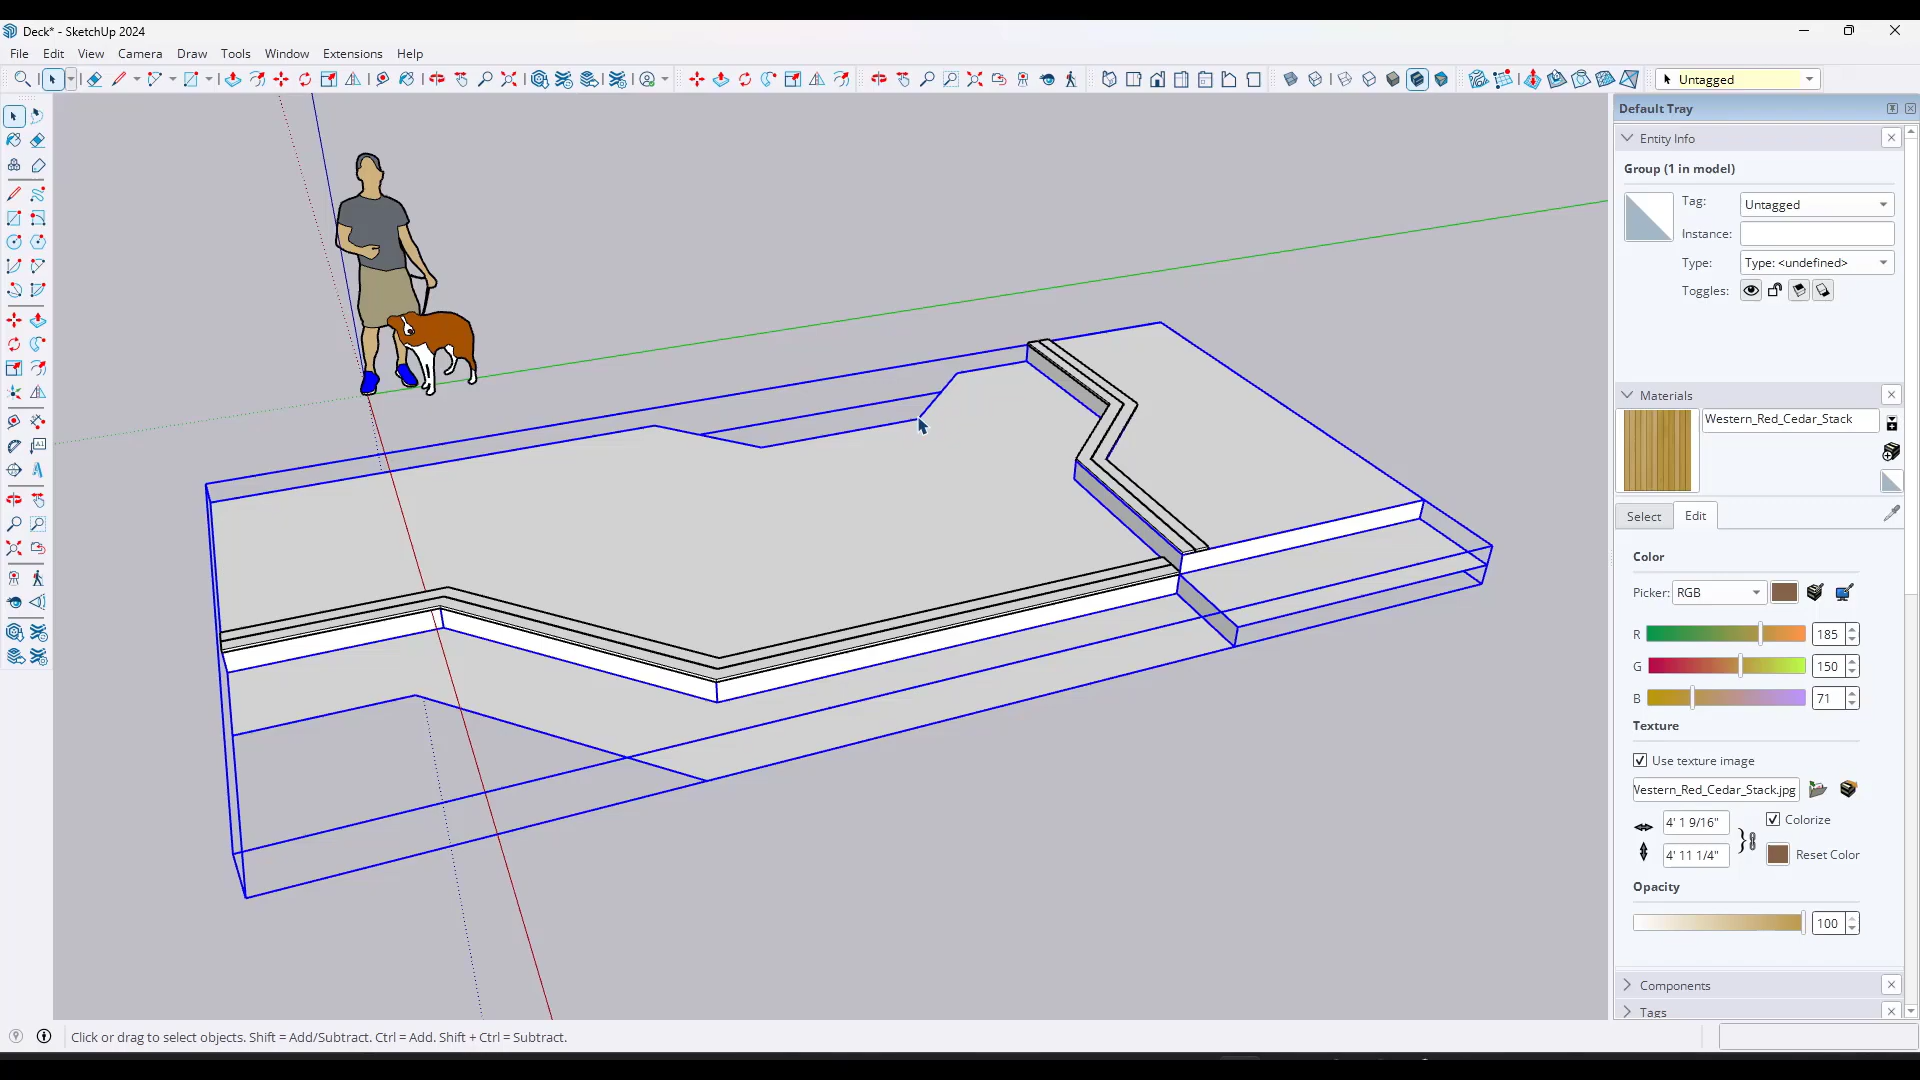 Deck* - SketchUp 2024
File Edit View Camera Draw Tools Window Extensions Help
Untagged
Default Tray
Entity Info
Group (1 in model)
Tag: Untagged
Instance:
Type: Type: <undefined>
Toggles:
Materials
Western_Red_Cedar_Stack
Select Edit
Color
Picker: RGB
R 185
G 150
B 71
Texture
Use texture image
Western_Red_Cedar_Stack.jpg
4' 1 9/16" Colorize
4' 11 1/4" Reset Color
Opacity
100
Components
Tags
Click or drag to select objects. Shift = Add/Subtract. Ctrl = Add. Shift + Ctrl = Subtract.